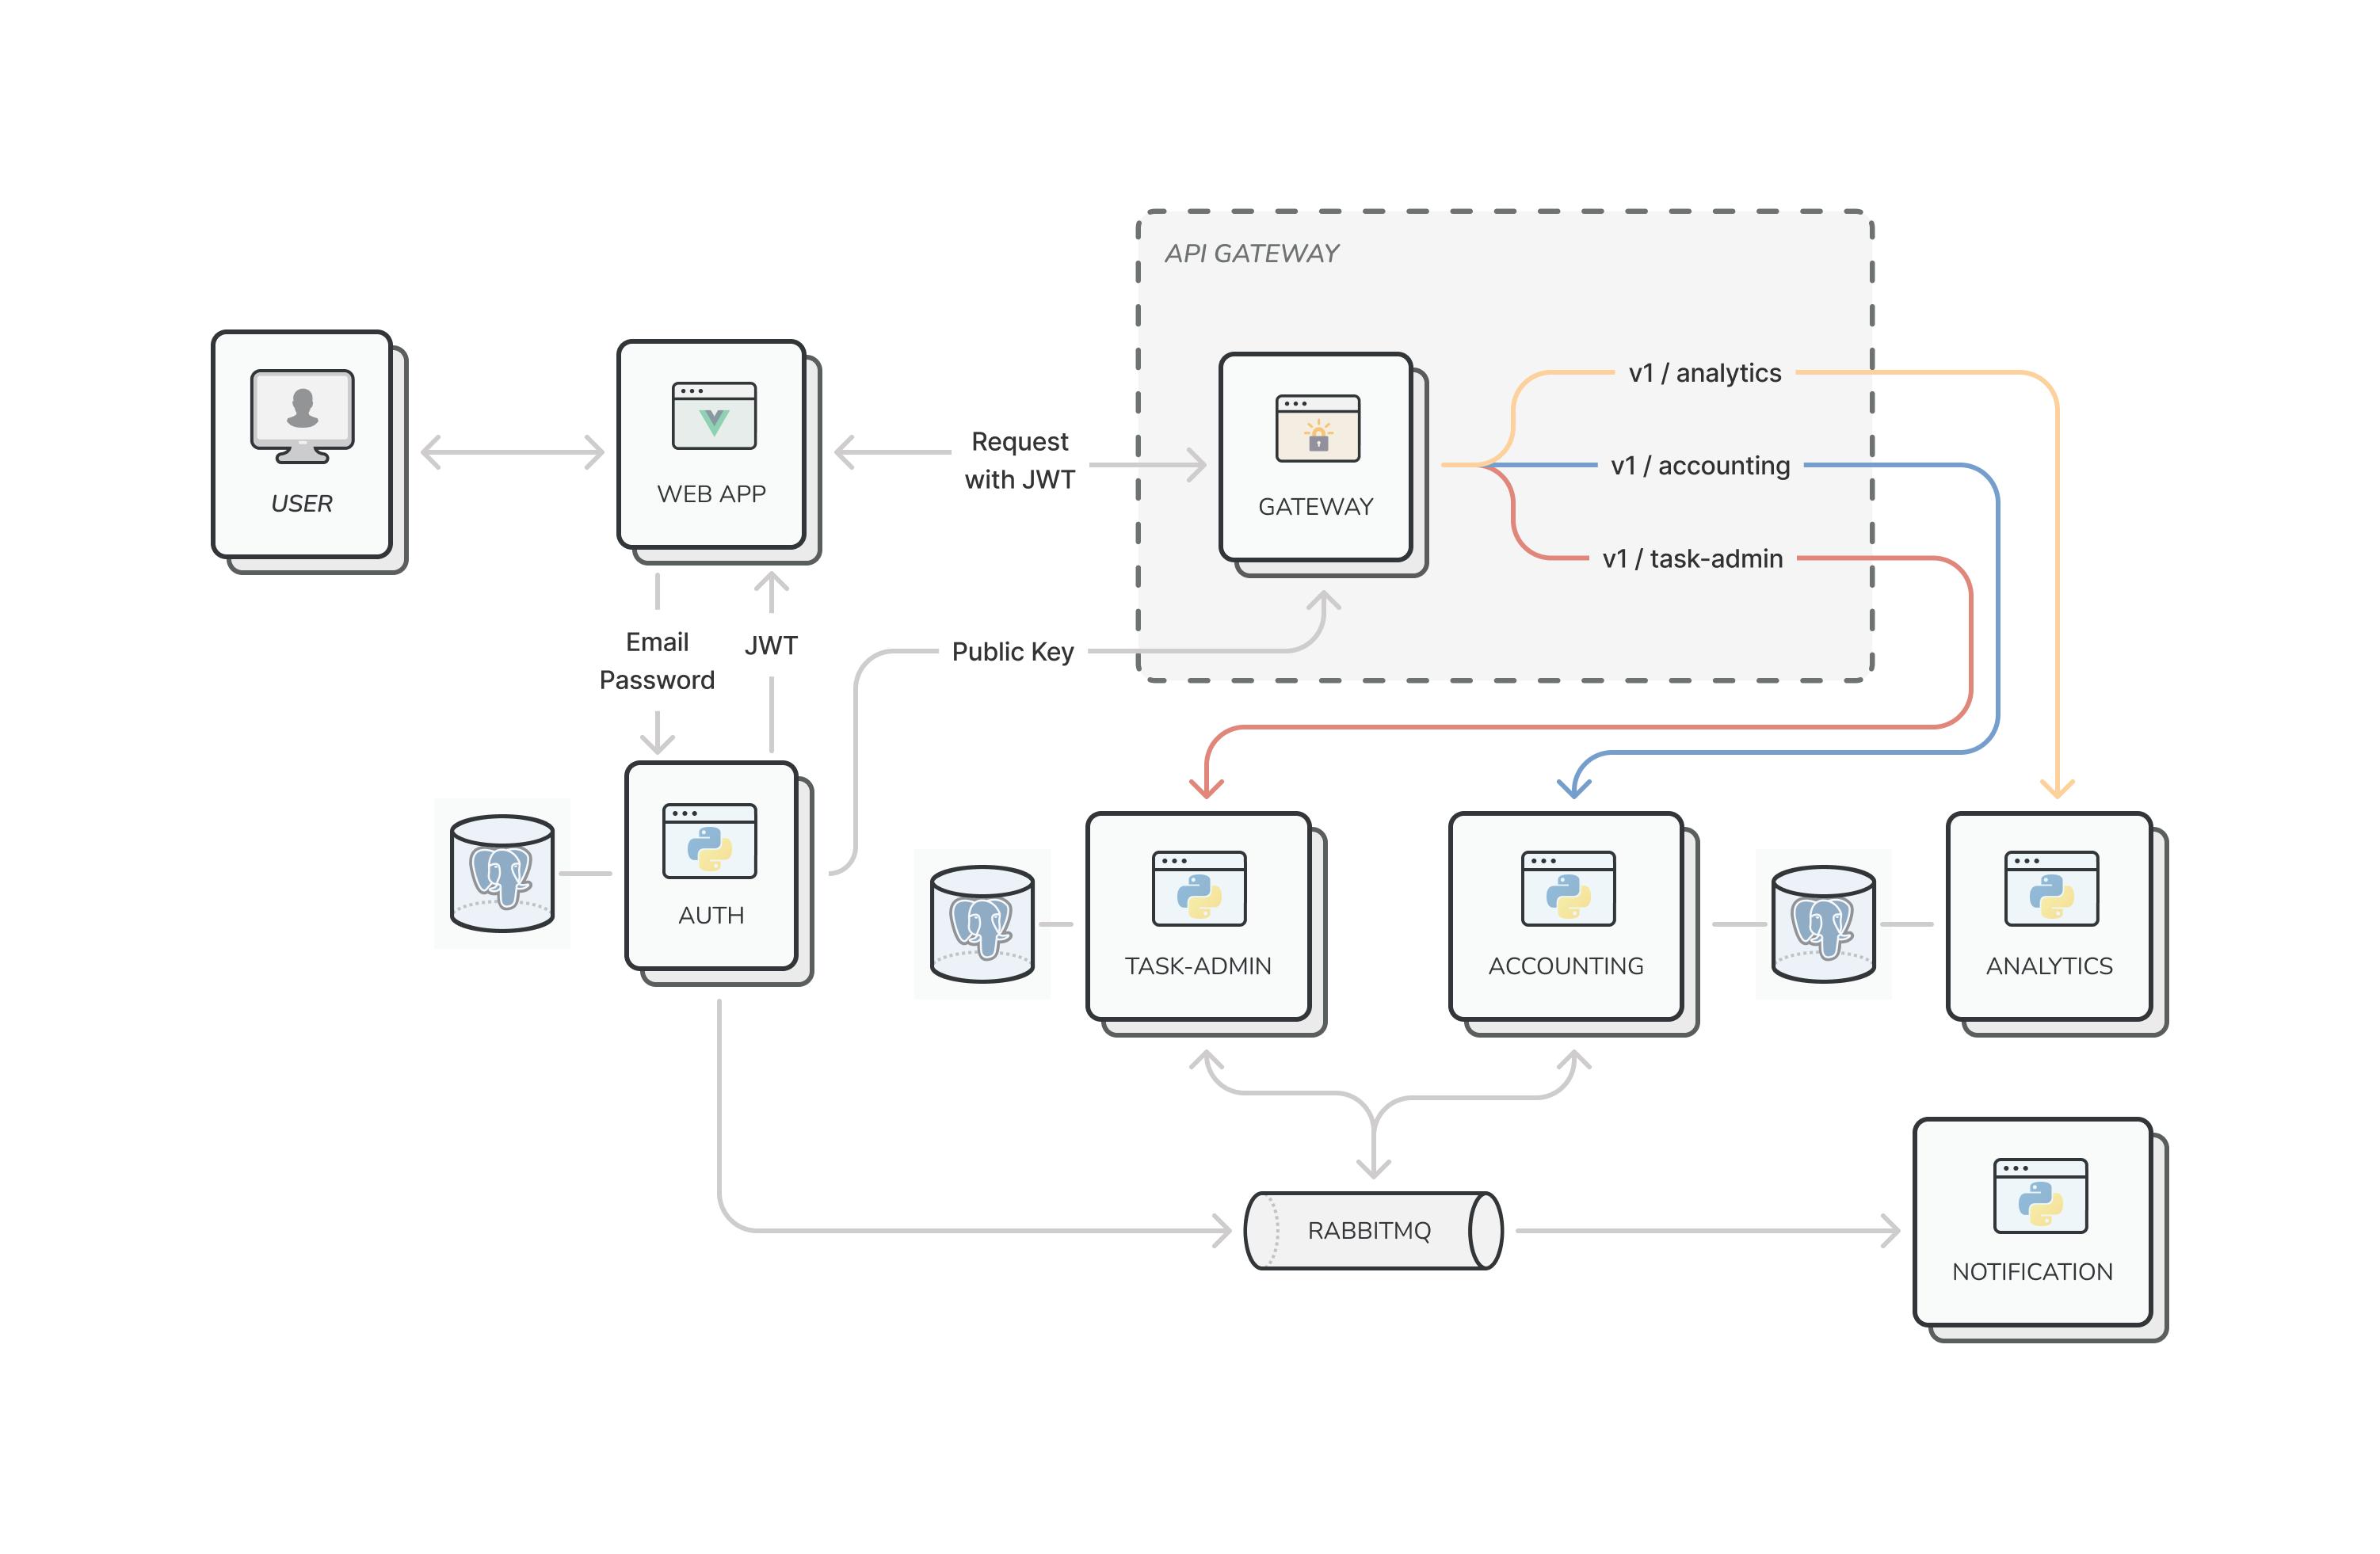 API GATEWAY
USER
WEB APP
Request
with JWT
GATEWAY
v1 / analytics
v1 / accounting
v1 / task-admin
Email
Password
JWT
Public Key
AUTH
TASK-ADMIN
ACCOUNTING
ANALYTICS
RABBITMQ
NOTIFICATION